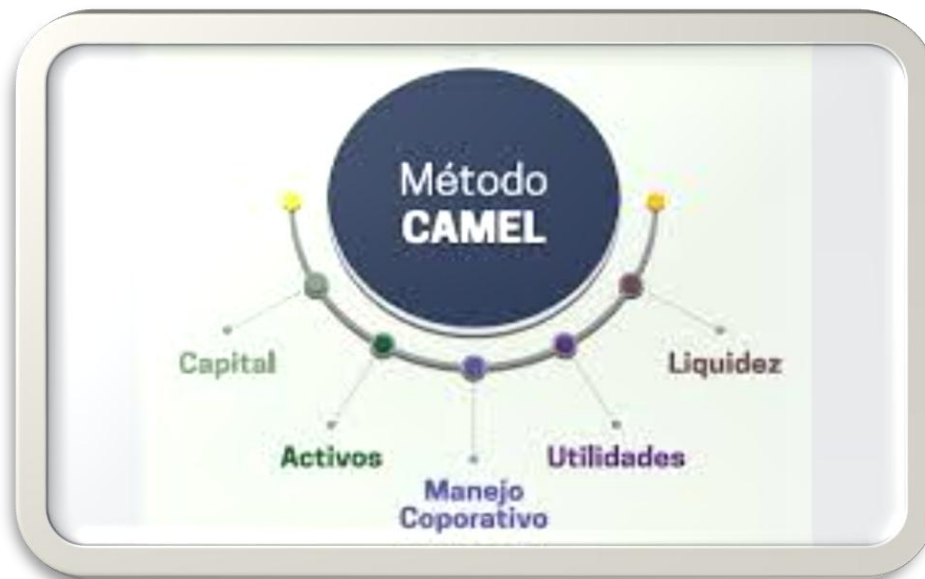 Método
CAMEL
Capital
Liquidez
Activos
Utilidades
Manejo
Coporativo